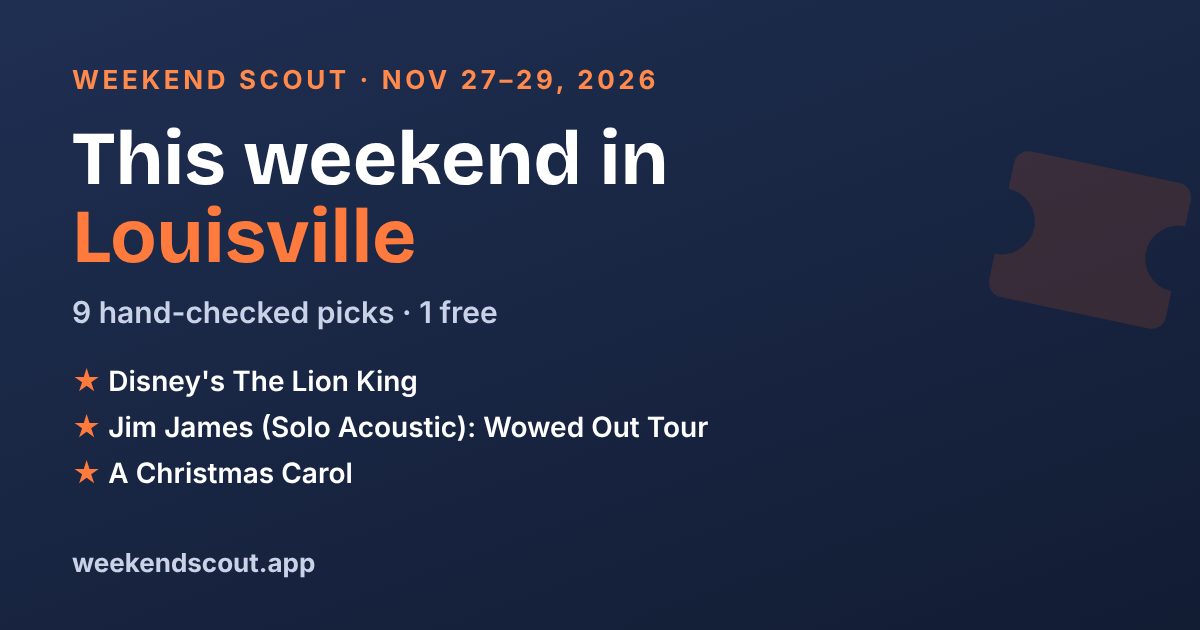 WEEKEND SCOUT · NOV 27–29, 2026
This weekend in
Louisville
9 hand-checked picks · 1 free
★ Disney's The Lion King
★ Jim James (Solo Acoustic): Wowed Out Tour
★ A Christmas Carol
weekendscout.app